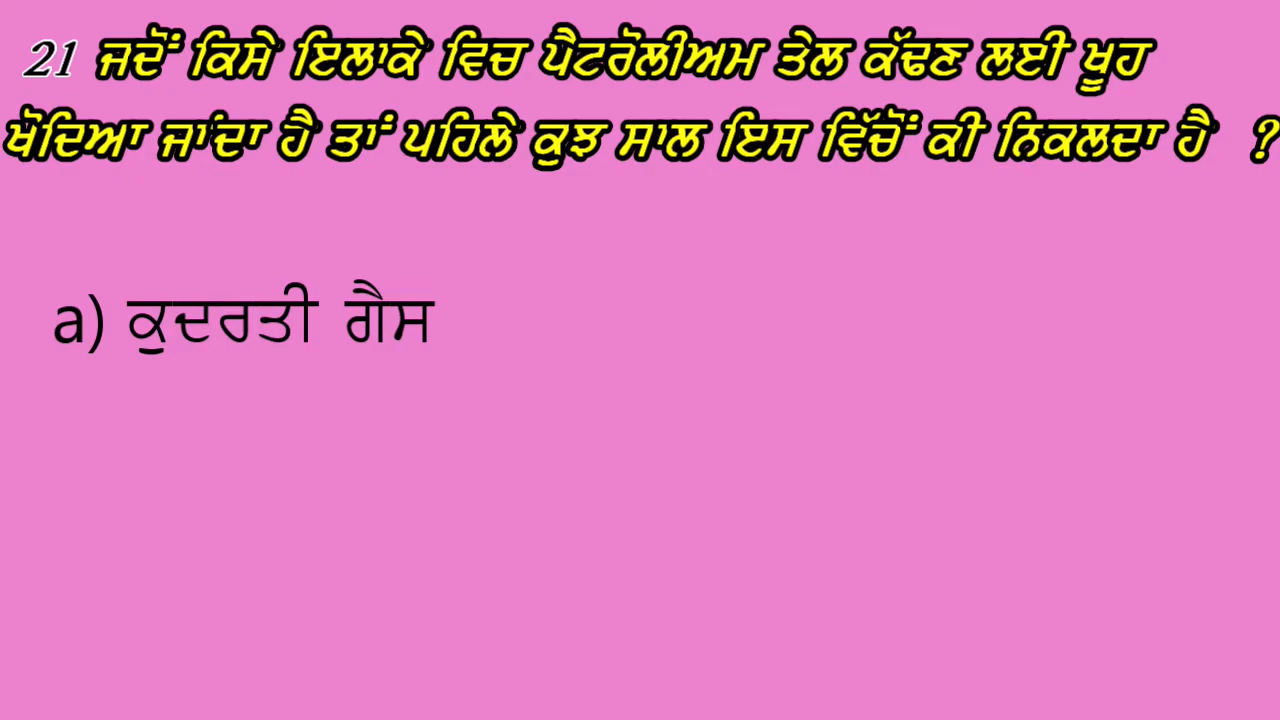 21 ਜਦੋਂ ਕਿਸੇ ਇਲਾਕੇ ਵਿਚ ਪੈਟਰੋਲੀਅਮ ਤੇਲ ਕੱਢਣ ਲਈ ਖੂਹ
ਖੋਦਿਆ ਜਾਂਦਾ ਹੈ ਤਾਂ ਪਹਿਲੇ ਕੁਝ ਸਾਲ ਇਸ ਵਿੱਚੋਂ ਕੀ ਨਿਕਲਦਾ ਹੈ ?
a) ਕੁਦਰਤੀ ਗੈਸ